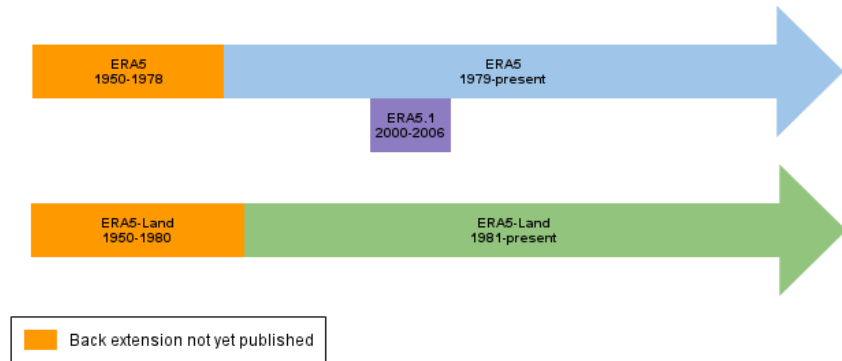 ERA5
1950-1978
ERA5
1979-present
ERA5.1
2000-2006
ERA5-Land
1950-1980
ERA5-Land
1981-present
Back extension not yet published